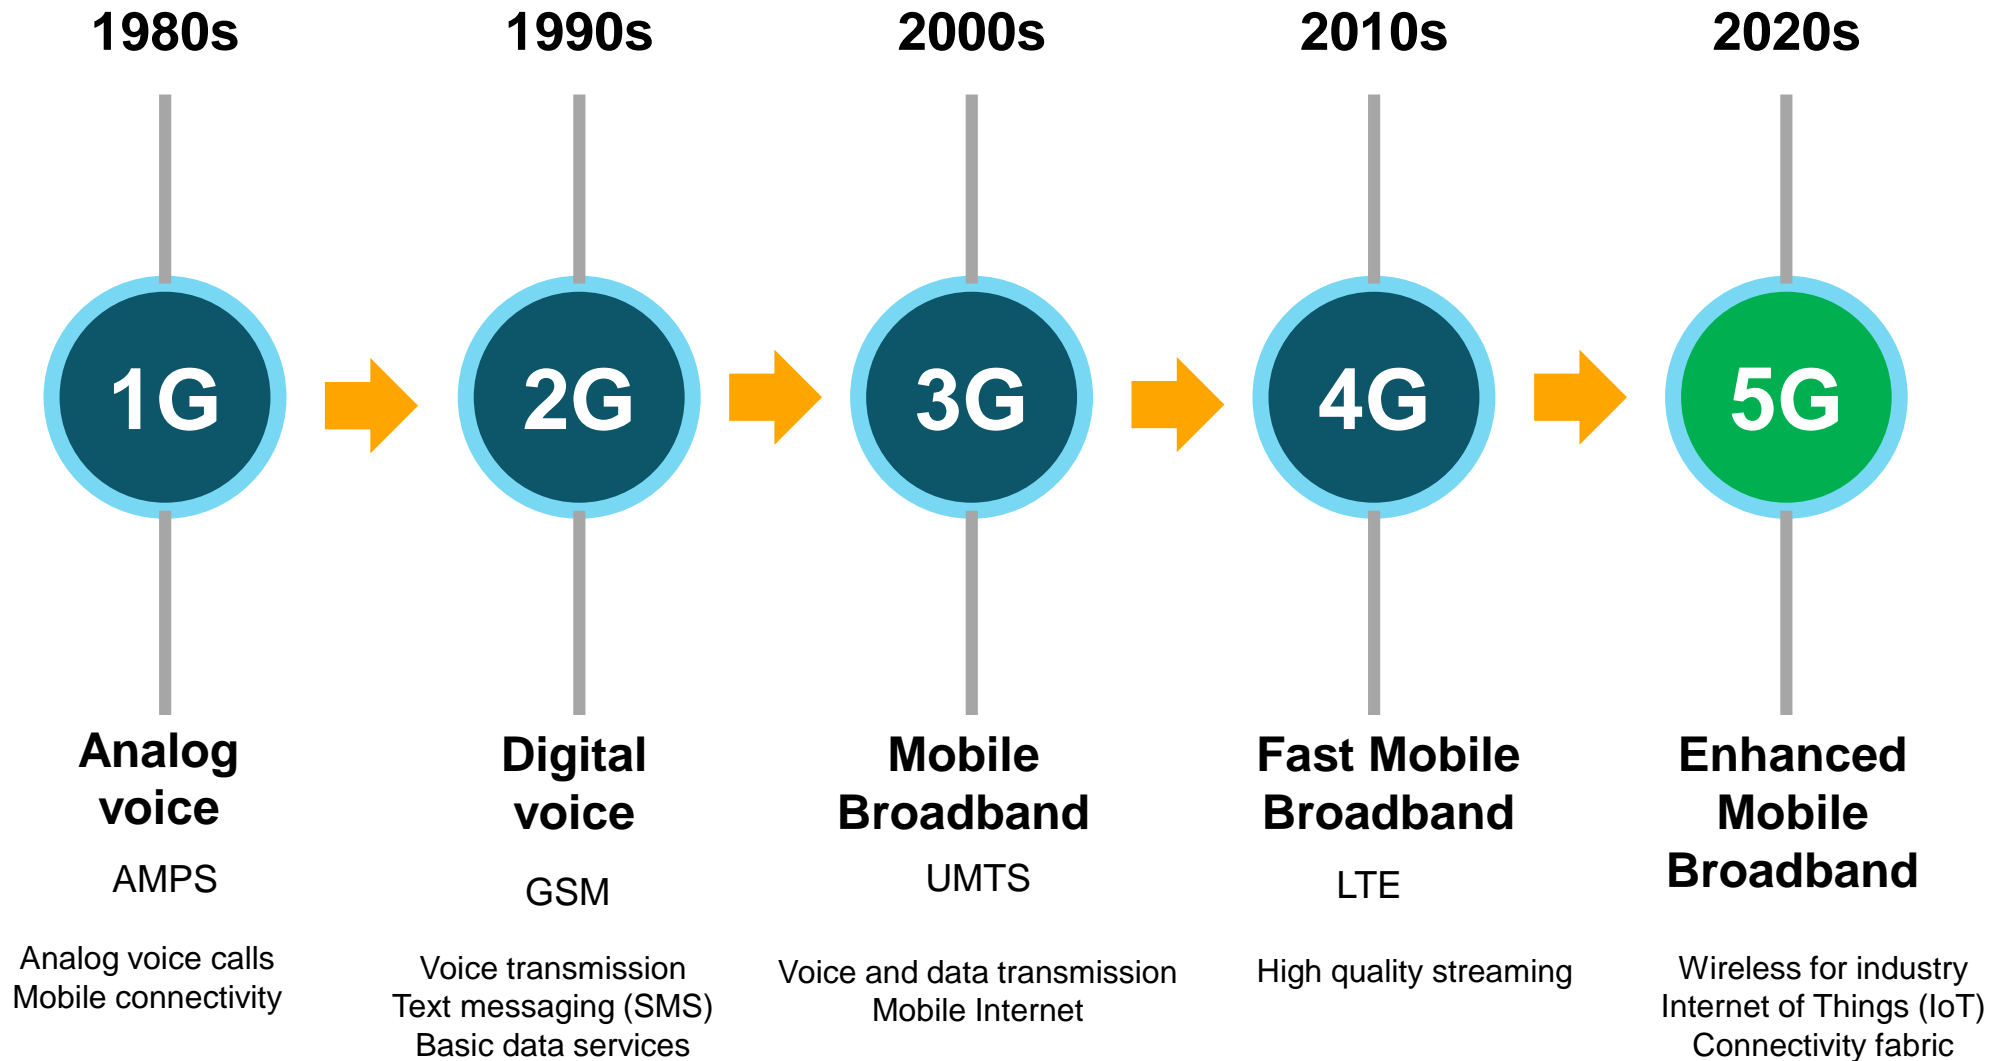 1980s
1990s
2000s
2010s
2020s
1G
2G
3G
4G
5G
Analog
voice
AMPS
Analog voice calls
Mobile connectivity
Digital
voice
GSM
Voice transmission
Text messaging (SMS)
Basic data services
Mobile
Broadband
UMTS
Voice and data transmission
Mobile Internet
Fast Mobile
Broadband
LTE
High quality streaming
Enhanced
Mobile
Broadband
Wireless for industry
Internet of Things (IoT)
Connectivity fabric